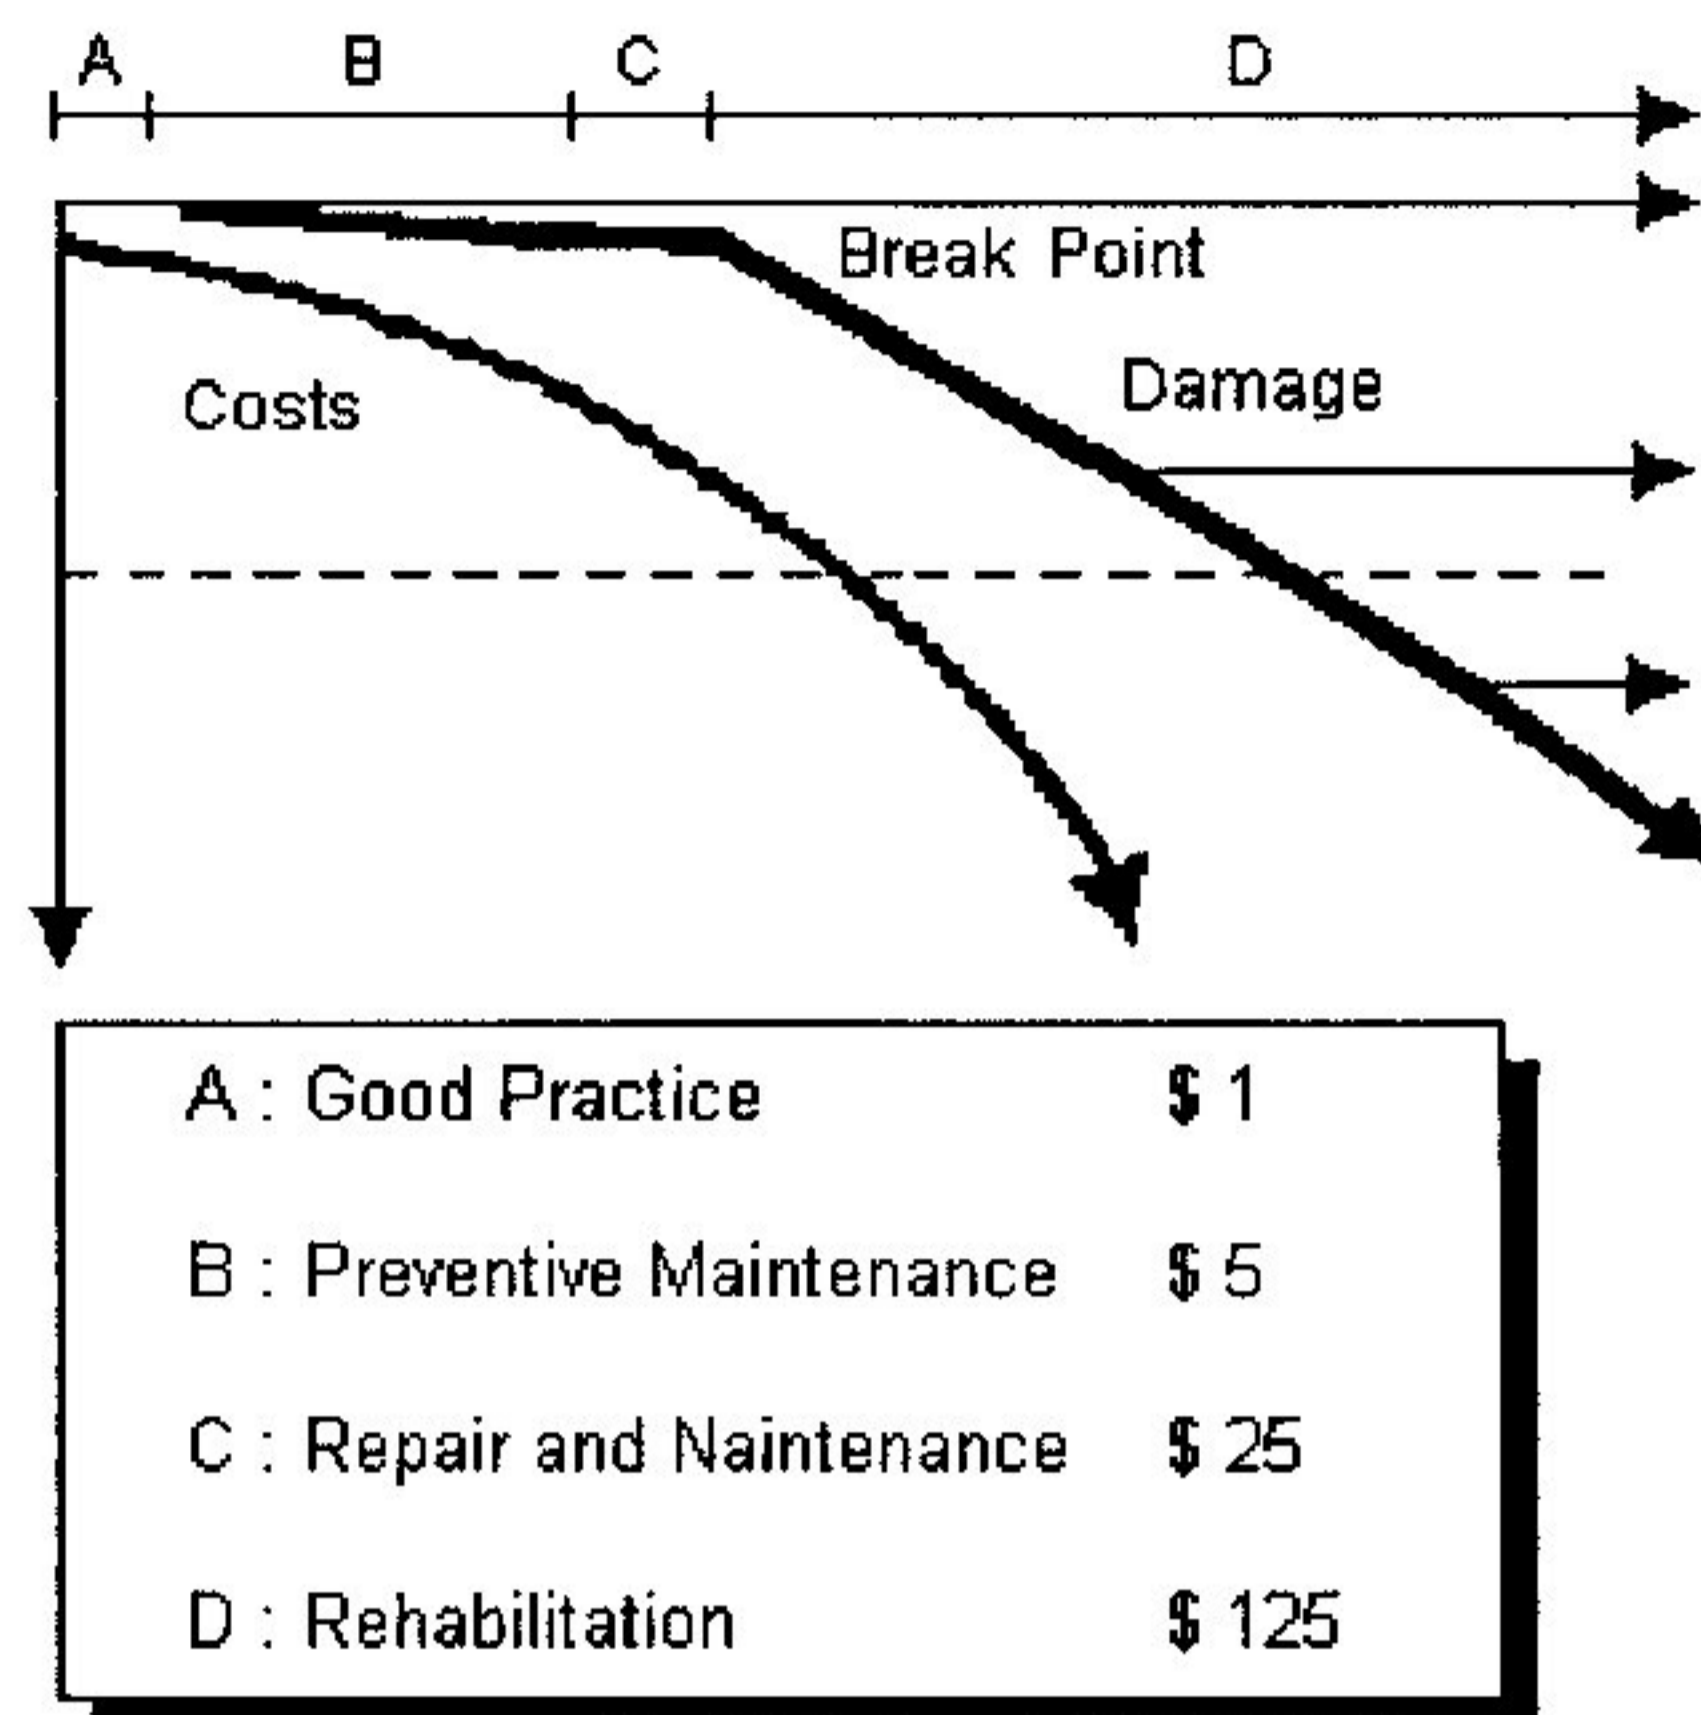 A B C D
Break Point
Damage
Costs
A : Good Practice $ 1
B : Preventive Maintenance $ 5
C : Repair and Naintenance $ 25
D : Rehabilitation $ 125